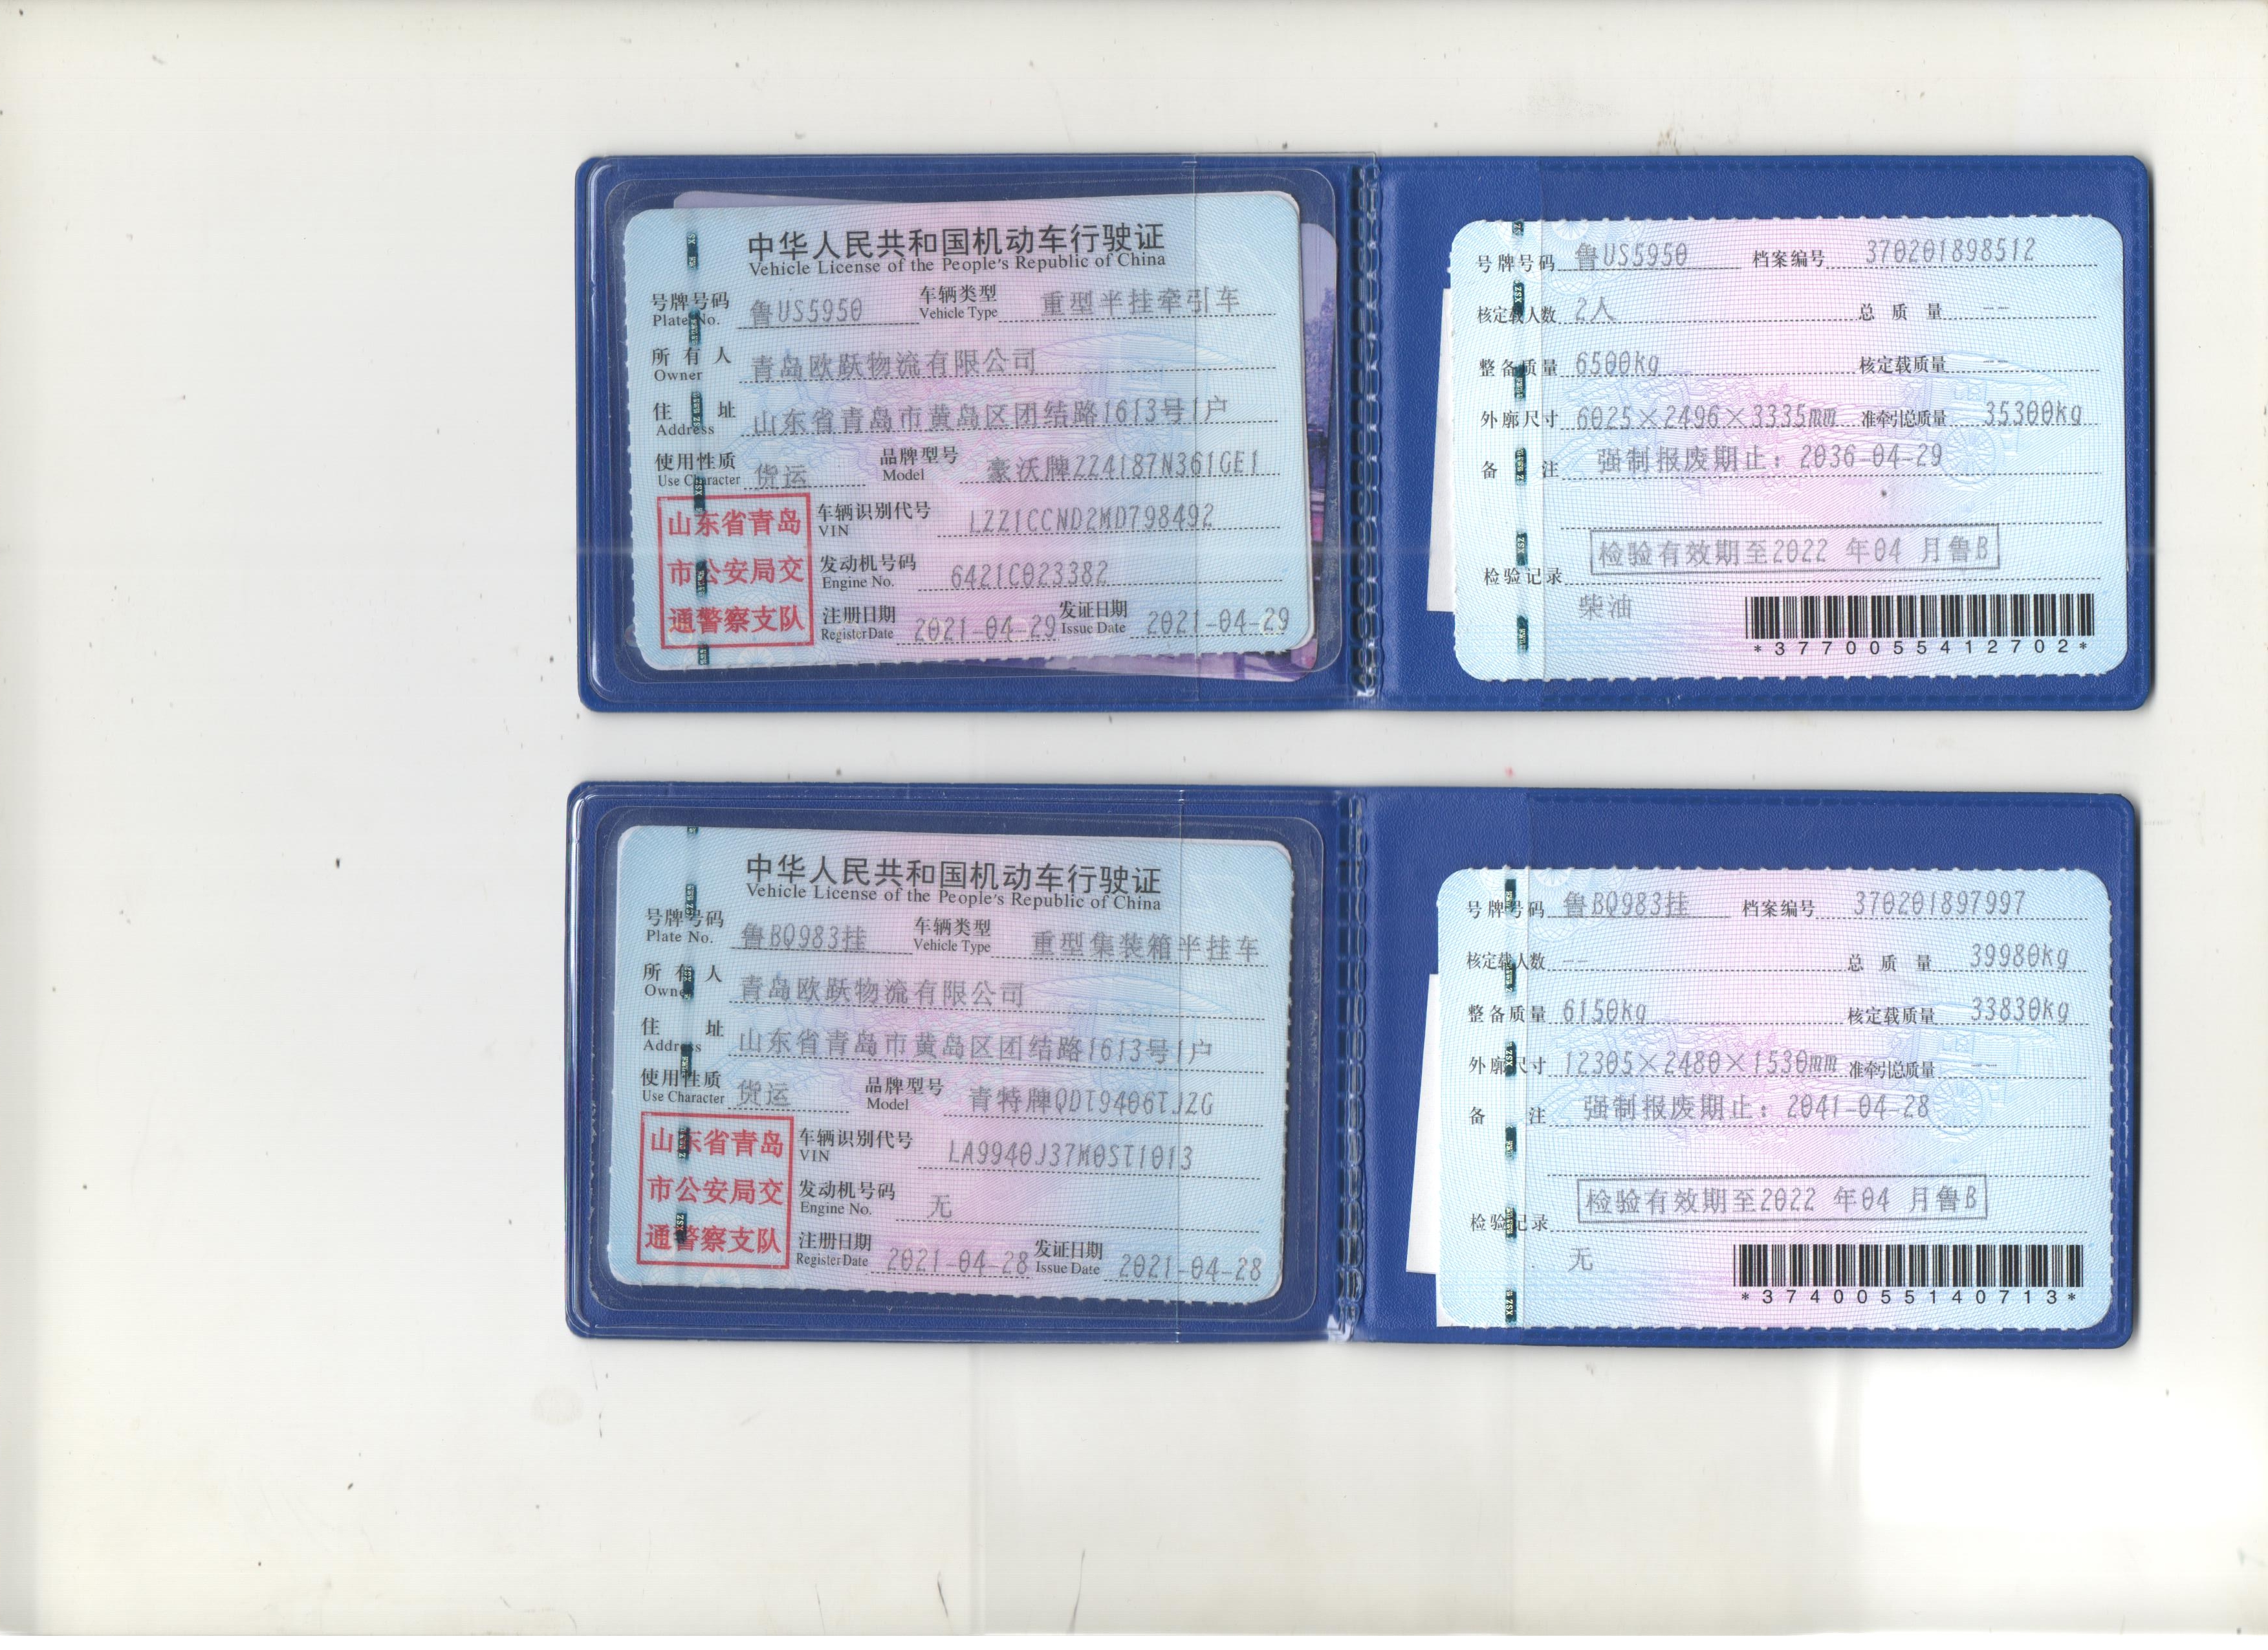 中华人民共和国机动车行驶证
Vehicle License of the People's Republic of China
号牌号码 鲁US5950 车辆类型 重型半挂牵引车
Plate No. Vehicle Type
所有人 青岛欧跃物流有限公司
Owner
住址 山东省青岛市黄岛区团结路1613号1户
Address
使用性质 货运 品牌型号 豪沃牌ZZ4187N361GE1
Use Character Model
山东省青岛
市公安局交
通警察支队
车辆识别代号 LZZ1CCND2MD798492
VIN
发动机号码 6421C023382
Engine No.
注册日期 2021-04-29 发证日期 2021-04-29
Register Date Issue Date
号牌号码 鲁US5950 档案编号 370201898512
核定载人数 2人 总质量 --
整备质量 6500kg 核定载质量 --
外廓尺寸 6025×2496×3335mm 准牵引总质量 35300kg
备注 强制报废期止：2036-04-29
检验有效期至2022 年04 月鲁B
检验记录
柴油
*3770055412702*
中华人民共和国机动车行驶证
Vehicle License of the People's Republic of China
号牌号码 鲁BQ983挂 车辆类型 重型集装箱半挂车
Plate No. Vehicle Type
所有人 青岛欧跃物流有限公司
Owner
住址 山东省青岛市黄岛区团结路1613号1户
Address
使用性质 货运 品牌型号 青特牌QDT9406TJZG
Use Character Model
山东省青岛
市公安局交
通警察支队
车辆识别代号 LA9940J37M0ST1013
VIN
发动机号码 无
Engine No.
注册日期 2021-04-28 发证日期 2021-04-28
Register Date Issue Date
号牌号码 鲁BQ983挂 档案编号 370201897997
核定载人数 -- 总质量 39980kg
整备质量 6150kg 核定载质量 33830kg
外廓尺寸 12305×2480×1530mm 准牵引总质量 --
备注 强制报废期止：2041-04-28
检验有效期至2022 年04 月鲁B
检验记录
无
*3740055140713*